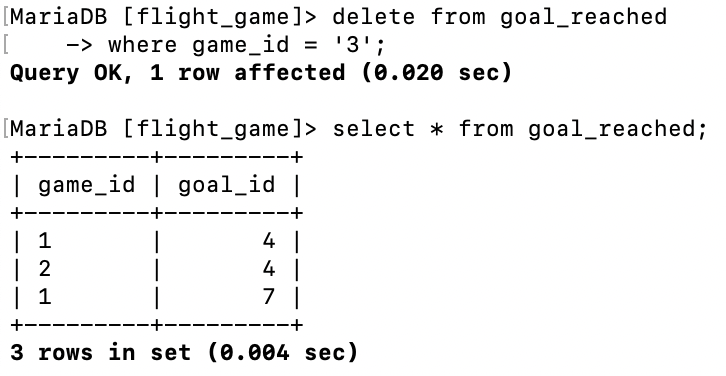 [MariaDB [flight_game]> delete from goal_reached
[    -> where game_id = '3';
Query OK, 1 row affected (0.020 sec)
[MariaDB [flight_game]> select * from goal_reached;
+---------+---------+
| game_id | goal_id |
+---------+---------+
| 1       |       4 |
| 2       |       4 |
| 1       |       7 |
+---------+---------+
3 rows in set (0.004 sec)